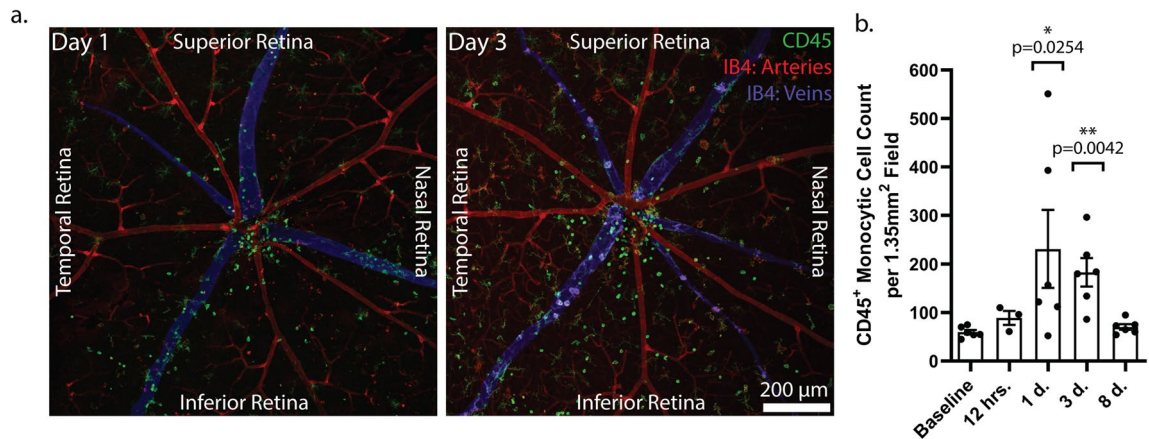 a.
Day 1
Superior Retina
Temporal Retina
Nasal Retina
Inferior Retina
Day 3
Superior Retina
CD45
IB4: Arteries
IB4: Veins
Temporal Retina
Nasal Retina
Inferior Retina
200 µm
b.
*
p=0.0254
**
p=0.0042
CD45⁺ Monocytic Cell Count
per 1.35mm² Field
600
500
400
300
200
100
0
Baseline
12 hrs.
1 d.
3 d.
8 d.